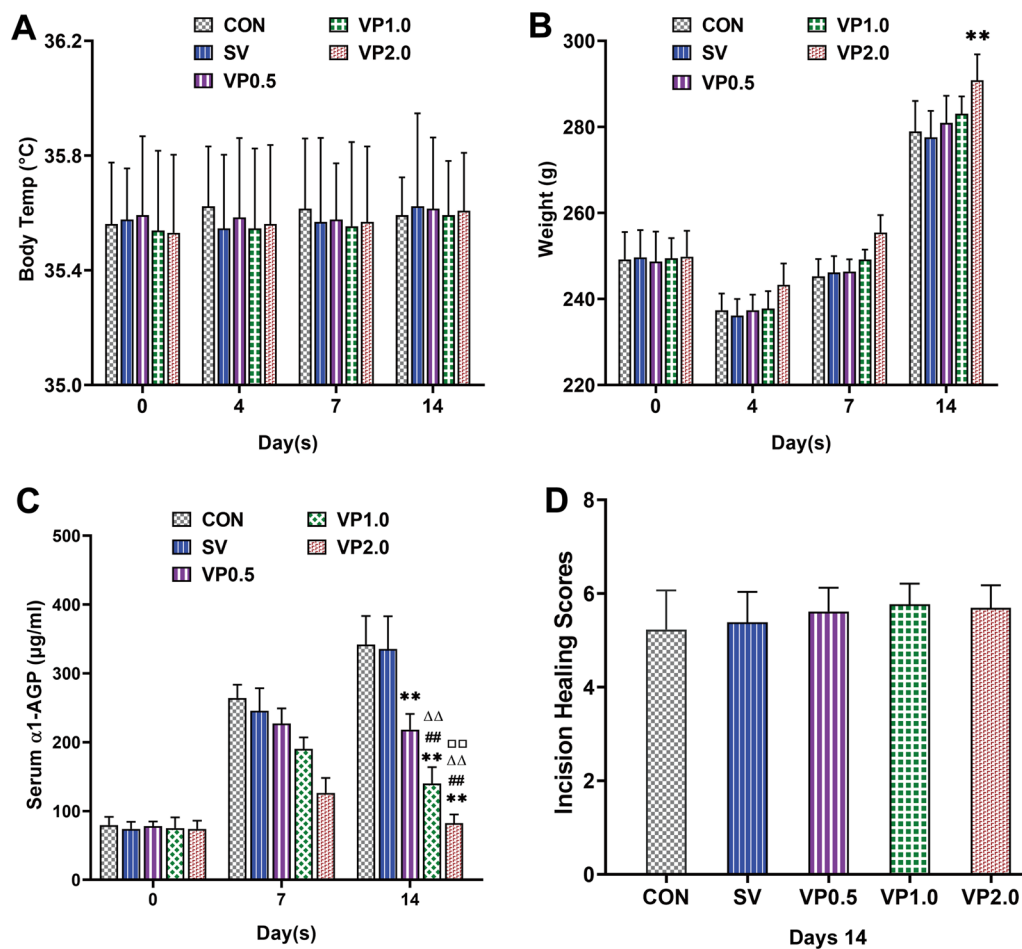 A
CON
SV
VP0.5
VP1.0
VP2.0
Body Temp (°C)
36.2
35.8
35.4
35.0
0 4 7 14
Day(s)
B
CON
SV
VP0.5
VP1.0
VP2.0
Weight (g)
300
280
260
240
220
**
0 4 7 14
Day(s)
C
CON
SV
VP0.5
VP1.0
VP2.0
Serum α1-AGP (μg/ml)
500
400
300
200
100
0
**
ΔΔ
##
**
□□
ΔΔ
##
**
0 7 14
Day(s)
D
Incision Healing Scores
8
6
4
2
0
CON SV VP0.5 VP1.0 VP2.0
Days 14